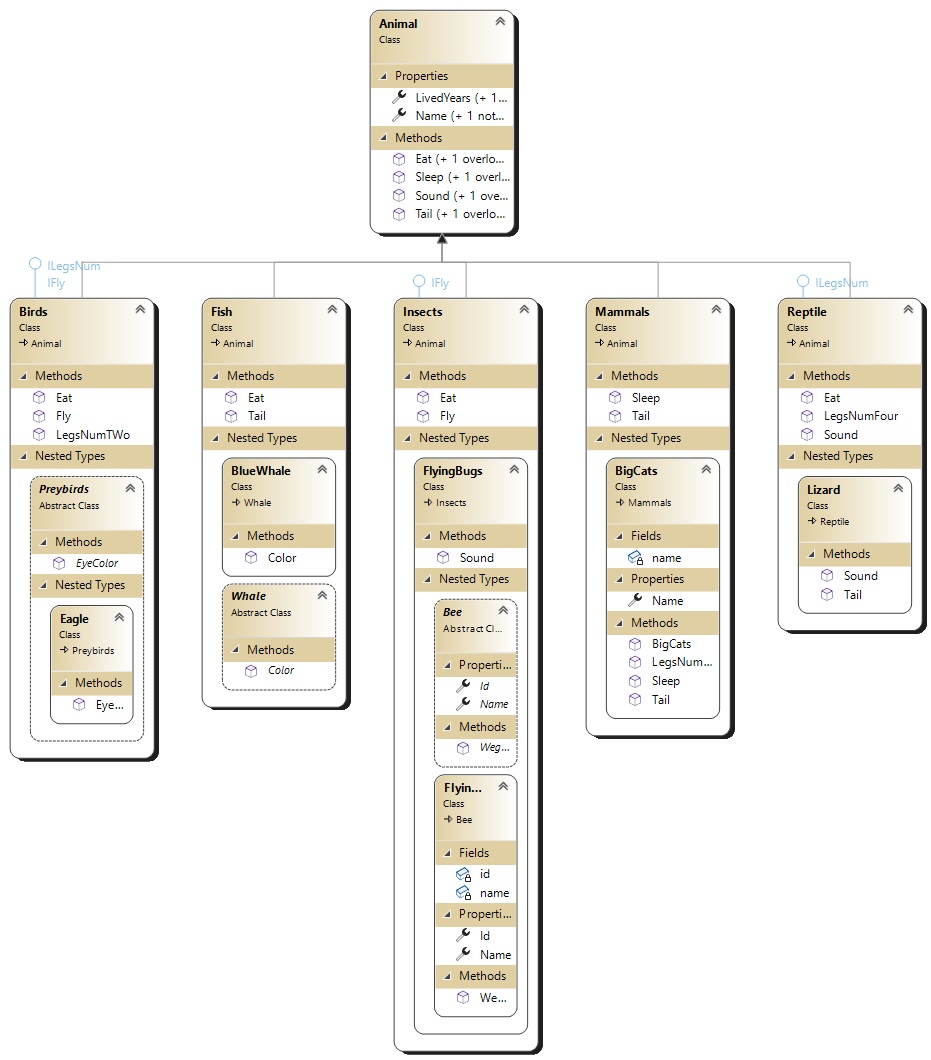 Animal
Class
Properties
LivedYears (+ 1...
Name (+ 1 not...
Methods
Eat (+ 1 overlo...
Sleep (+ 1 overl...
Sound (+ 1 ove...
Tail (+ 1 overlo...
ILegsNum
IFly
Birds
Class
Animal
Methods
Eat
Fly
LegsNumTWo
Nested Types
Preybirds
Abstract Class
Methods
EyeColor
Nested Types
Eagle
Class
Preybirds
Methods
Eye...
Fish
Class
Animal
Methods
Eat
Tail
Nested Types
BlueWhale
Class
Whale
Methods
Color
Whale
Abstract Class
Methods
Color
IFly
Insects
Class
Animal
Methods
Eat
Fly
Nested Types
FlyingBugs
Class
Insects
Methods
Sound
Nested Types
Bee
Abstract Cl...
Properti...
Id
Name
Methods
Weg...
Flyin...
Class
Bee
Fields
id
name
Properti...
Id
Name
Methods
We...
Mammals
Class
Animal
Methods
Sleep
Tail
Nested Types
BigCats
Class
Mammals
Fields
name
Properties
Name
Methods
BigCats
LegsNum...
Sleep
Tail
ILegsNum
Reptile
Class
Animal
Methods
Eat
LegsNumFour
Sound
Nested Types
Lizard
Class
Reptile
Methods
Sound
Tail